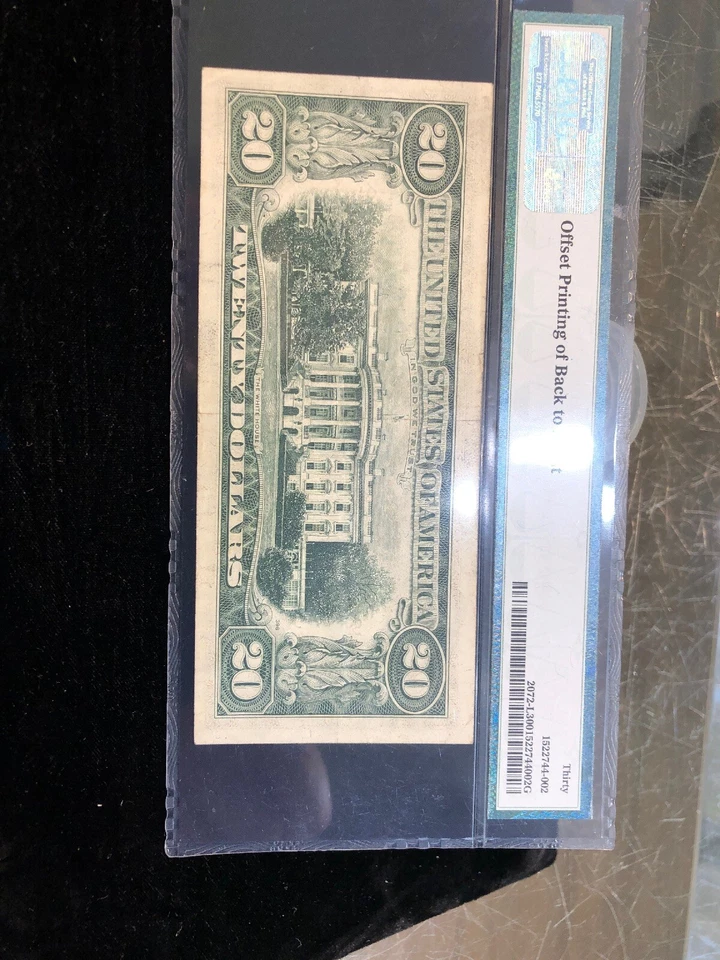 Offset Printing of Back to
Thirty
1522744-002
2072-L3001522744002G
THE UNITED STATES OF AMERICA
IN GOD WE TRUST
THE WHITE HOUSE
TWENTY DOLLARS
20
20
20
20